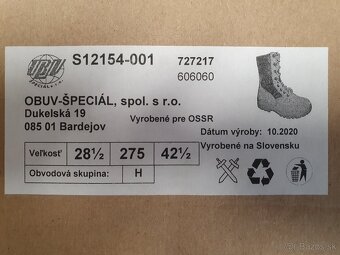 S12154-001
727217
606060
OBUV-ŠPECIÁL, spol. s r.o.
Dukelská 19
085 01 Bardejov
Vyrobené pre OSSR
Dátum výroby: 10.2020
Vyrobené na Slovensku
Veľkosť 28½ 275 42½
Obvodová skupina: H